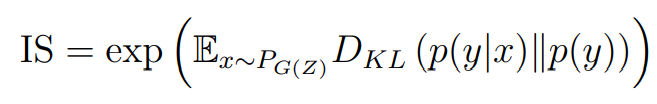 IS = exp(𝔼_{x∼P_{G(Z)}} D_{KL} (p(y|x)‖p(y)))